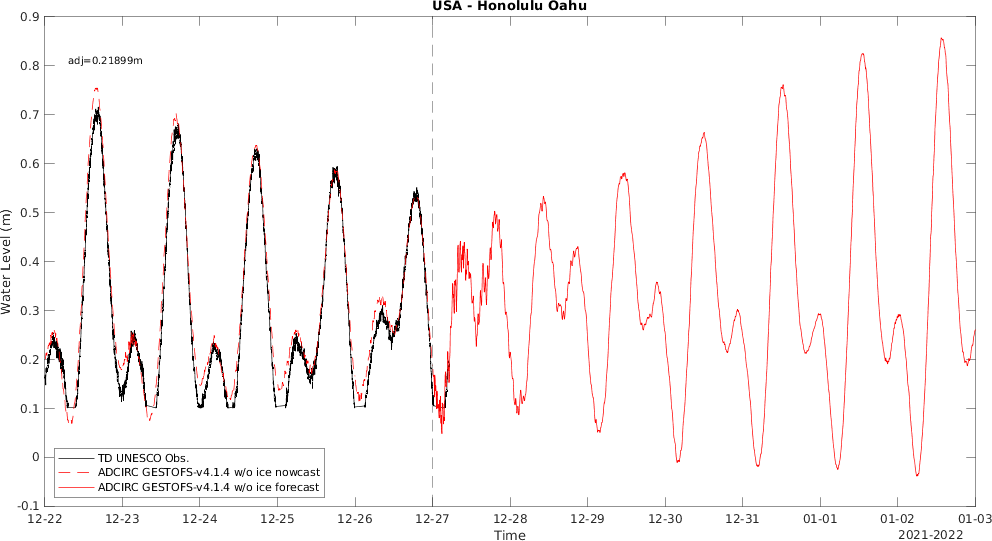 USA - Honolulu Oahu
adj=0.21899m
Water Level (m)
0.9
0.8
0.7
0.6
0.5
0.4
0.3
0.2
0.1
0
-0.1
TD UNESCO Obs.
ADCIRC GESTOFS-v4.1.4 w/o ice nowcast
ADCIRC GESTOFS-v4.1.4 w/o ice forecast
12-22 12-23 12-24 12-25 12-26 12-27 12-28 12-29 12-30 12-31 01-01 01-02 01-03
Time
2021-2022